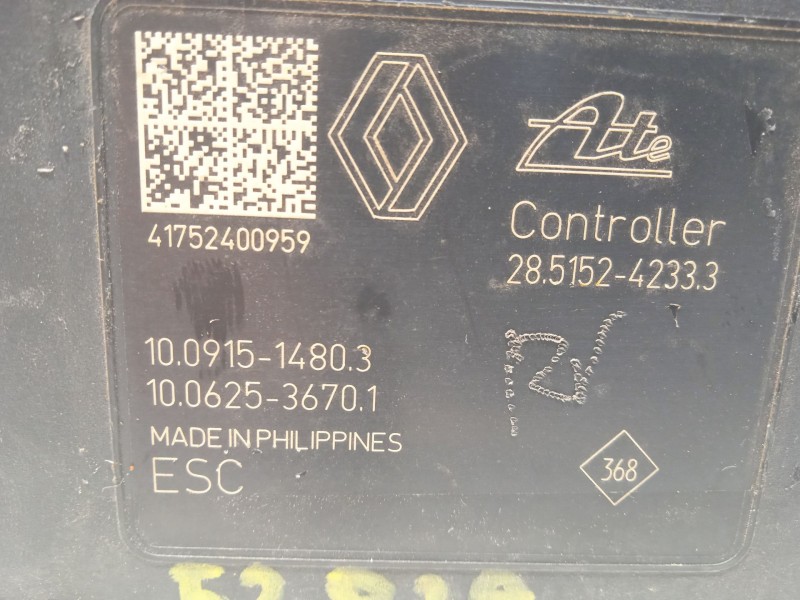 Ate
41752400959
Controller
28.5152-4233.3
10.0915-1480.3
10.0625-3670.1
MADE IN PHILIPPINES
ESC
368